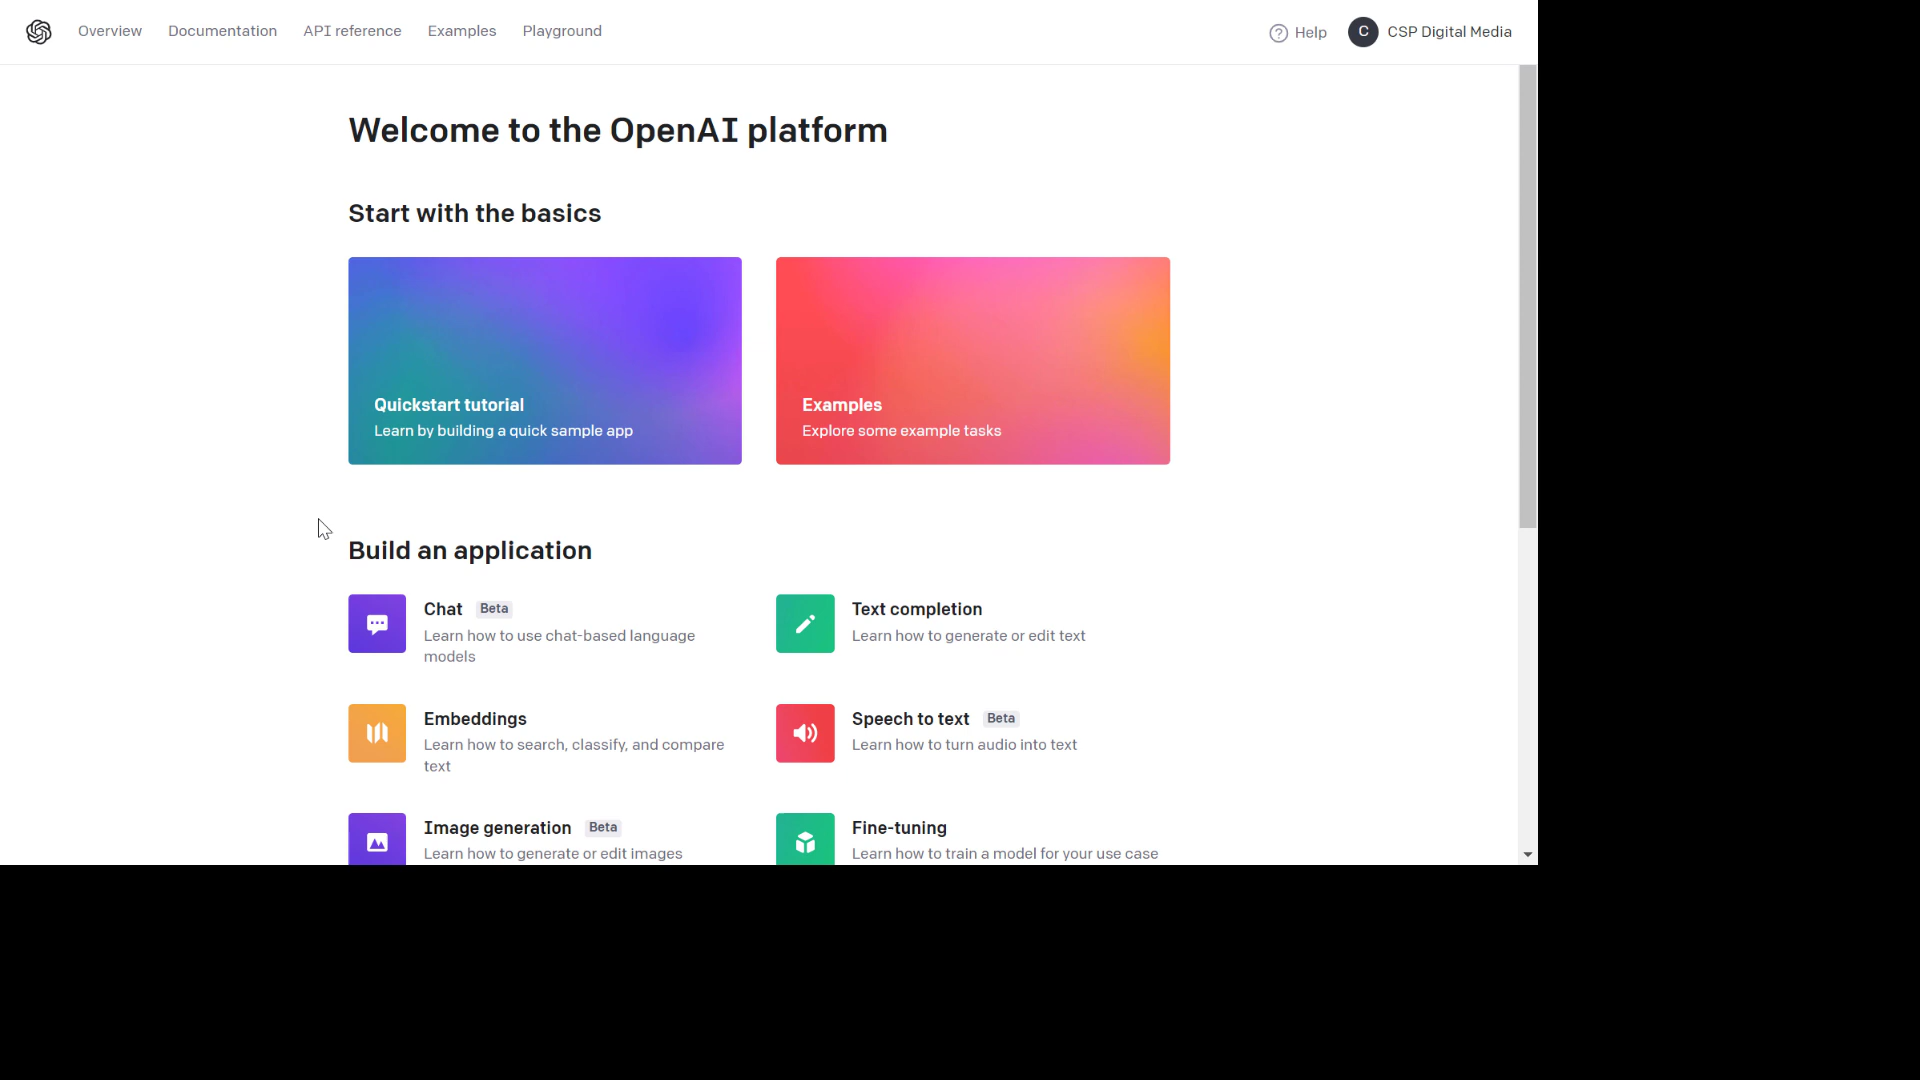 Overview Documentation API reference Examples Playground Help C CSP Digital Media
Welcome to the OpenAI platform
Start with the basics
Quickstart tutorial
Learn by building a quick sample app
Examples
Explore some example tasks
Build an application
Chat Beta
Learn how to use chat-based language
models
Text completion
Learn how to generate or edit text
Embeddings
Learn how to search, classify, and compare
text
Speech to text Beta
Learn how to turn audio into text
Image generation Beta
Learn how to generate or edit images
Fine-tuning
Learn how to train a model for your use case